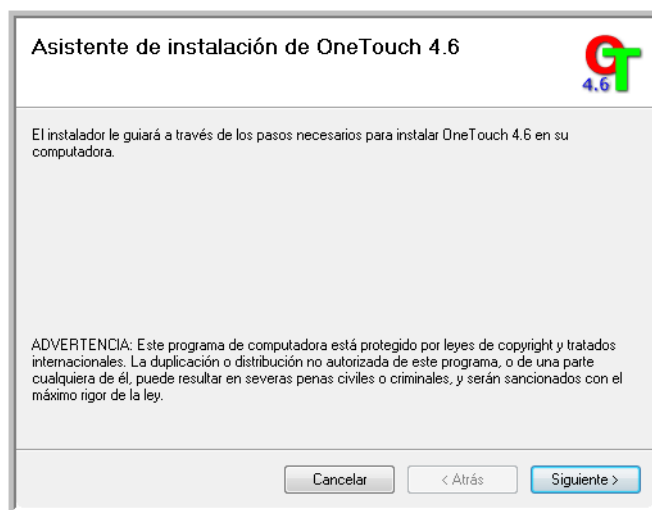 Asistente de instalación de OneTouch 4.6
OT
4.6
El instalador le guiará a través de los pasos necesarios para instalar OneTouch 4.6 en su
computadora.
ADVERTENCIA: Este programa de computadora está protegido por leyes de copyright y tratados
internacionales. La duplicación o distribución no autorizada de este programa, o de una parte
cualquiera de él, puede resultar en severas penas civiles o criminales, y serán sancionados con el
máximo rigor de la ley.
Cancelar
< Atrás
Siguiente >